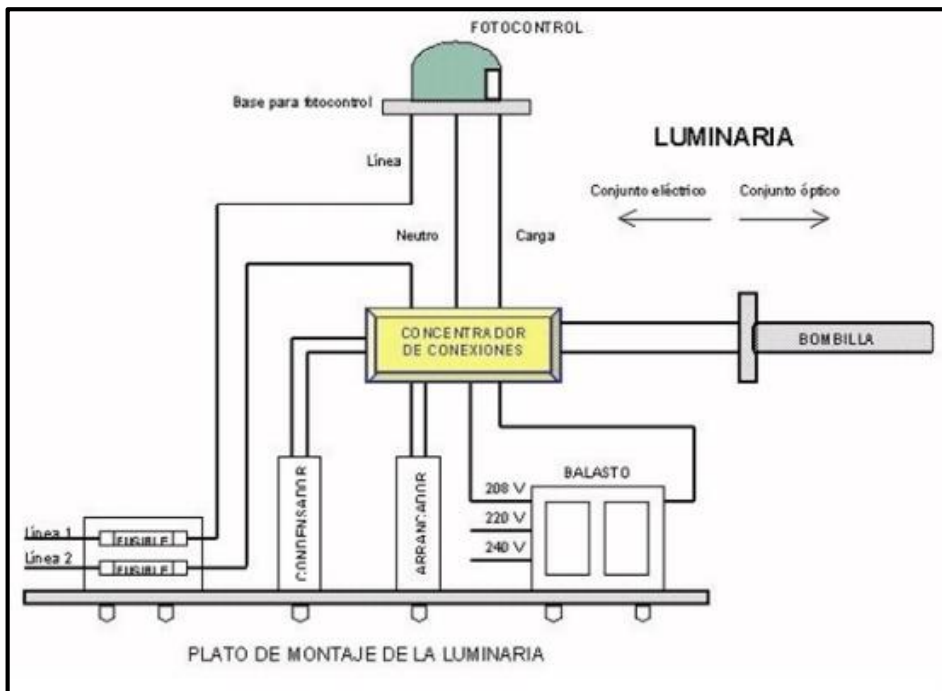 FOTOCONTROL
Base para fotocontrol
LUMINARIA
Línea
Conjunto eléctrico
Conjunto óptico
Neutro
Carga
CONCENTRADOR
DE CONEXIONES
BOMBILLA
BALASTO
CONDENSADOR
ARRANCADOR
208 V
220 V
240 V
Línea 1
FUSIBLE
Línea 2
FUSIBLE
PLATO DE MONTAJE DE LA LUMINARIA